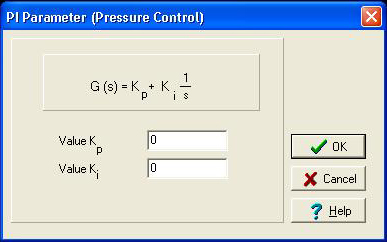 PI Parameter (Pressure Control)
G (s) = Kp + Ki 1/s
Value Kp 0
Value Ki 0
OK
Cancel
Help